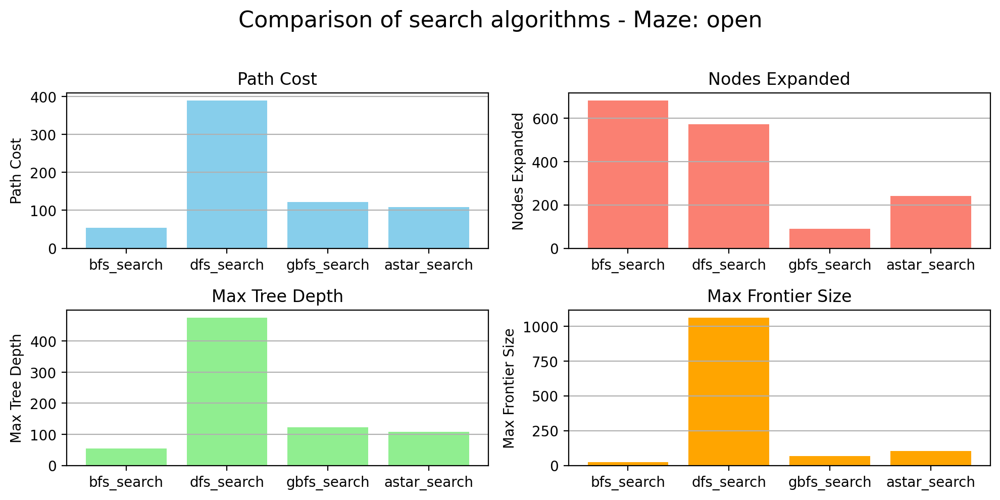 Comparison of search algorithms - Maze: open
Path Cost
Path Cost
400
300
200
100
0
bfs_search dfs_search gbfs_search astar_search
Nodes Expanded
Nodes Expanded
600
400
200
0
bfs_search dfs_search gbfs_search astar_search
Max Tree Depth
Max Tree Depth
400
300
200
100
0
bfs_search dfs_search gbfs_search astar_search
Max Frontier Size
Max Frontier Size
1000
750
500
250
0
bfs_search dfs_search gbfs_search astar_search